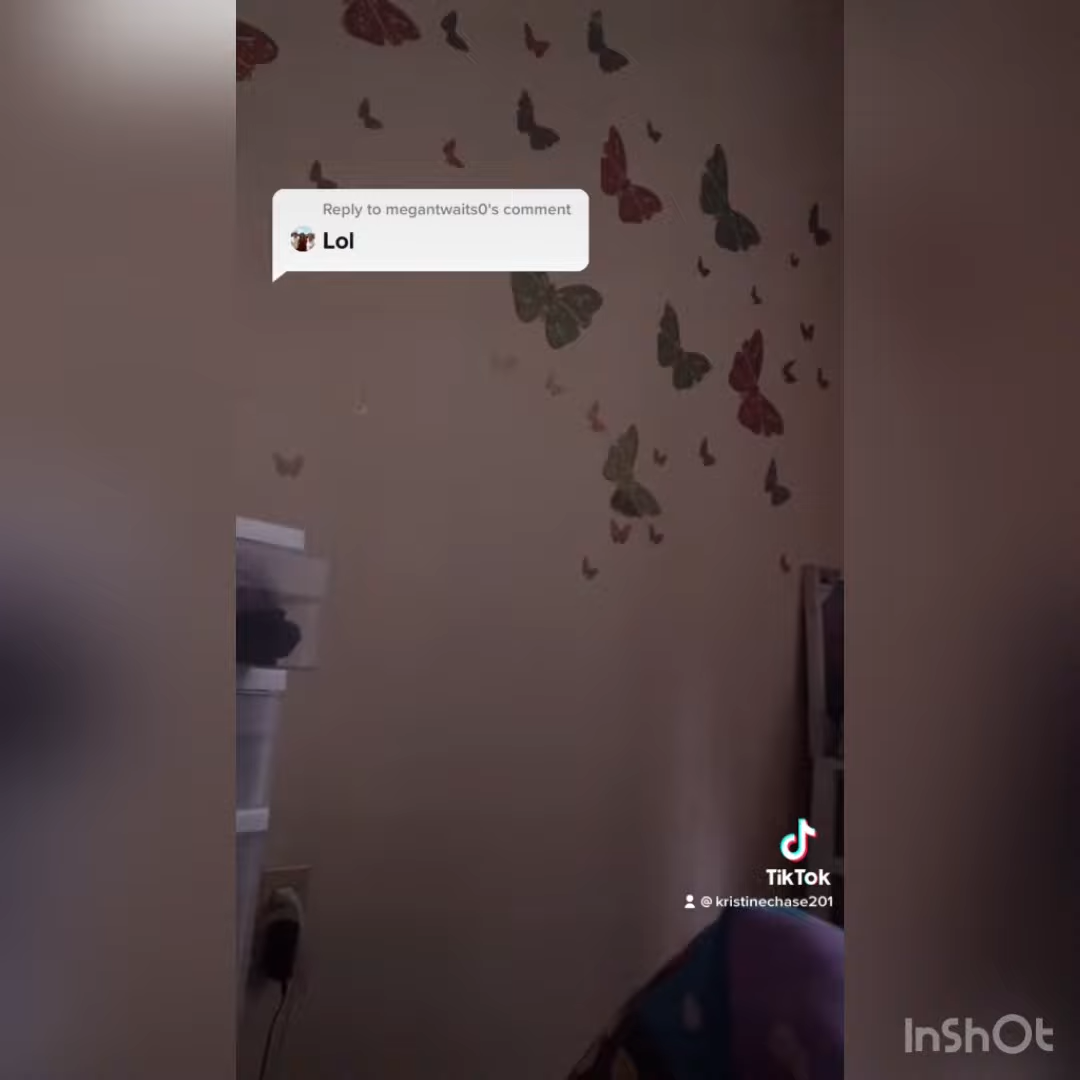 Reply to megantwaits0's comment
Lol
TikTok
@kristinechase201
InShOt